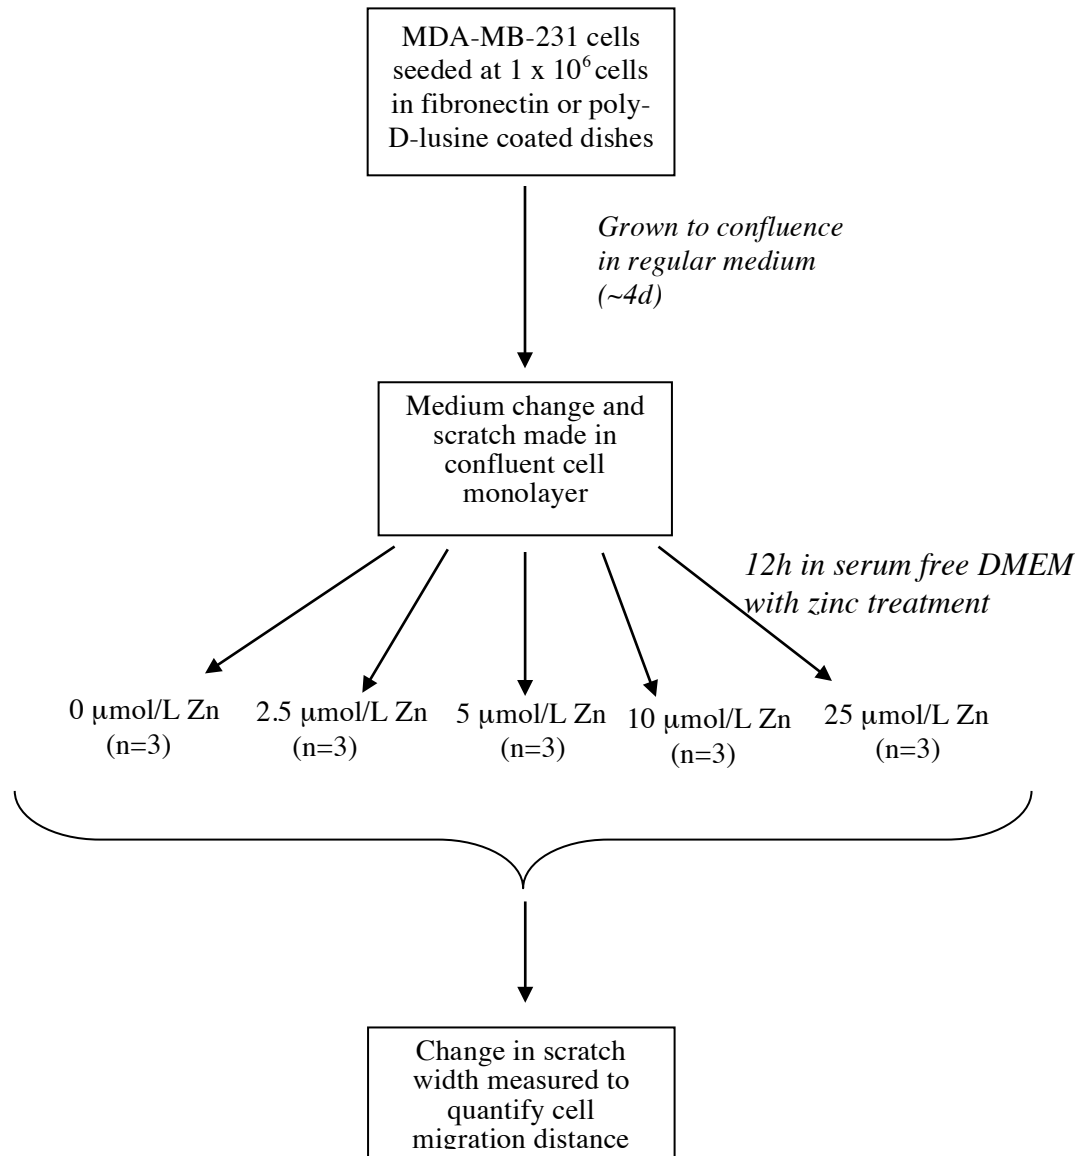 MDA-MB-231 cells
seeded at 1 x 10⁶ cells
in fibronectin or poly-
D-lusine coated dishes
Grown to confluence
in regular medium
(~4d)
Medium change and
scratch made in
confluent cell
monolayer
12h in serum free DMEM
with zinc treatment
0 μmol/L Zn
(n=3)
2.5 μmol/L Zn
(n=3)
5 μmol/L Zn
(n=3)
10 μmol/L Zn
(n=3)
25 μmol/L Zn
(n=3)
Change in scratch
width measured to
quantify cell
migration distance